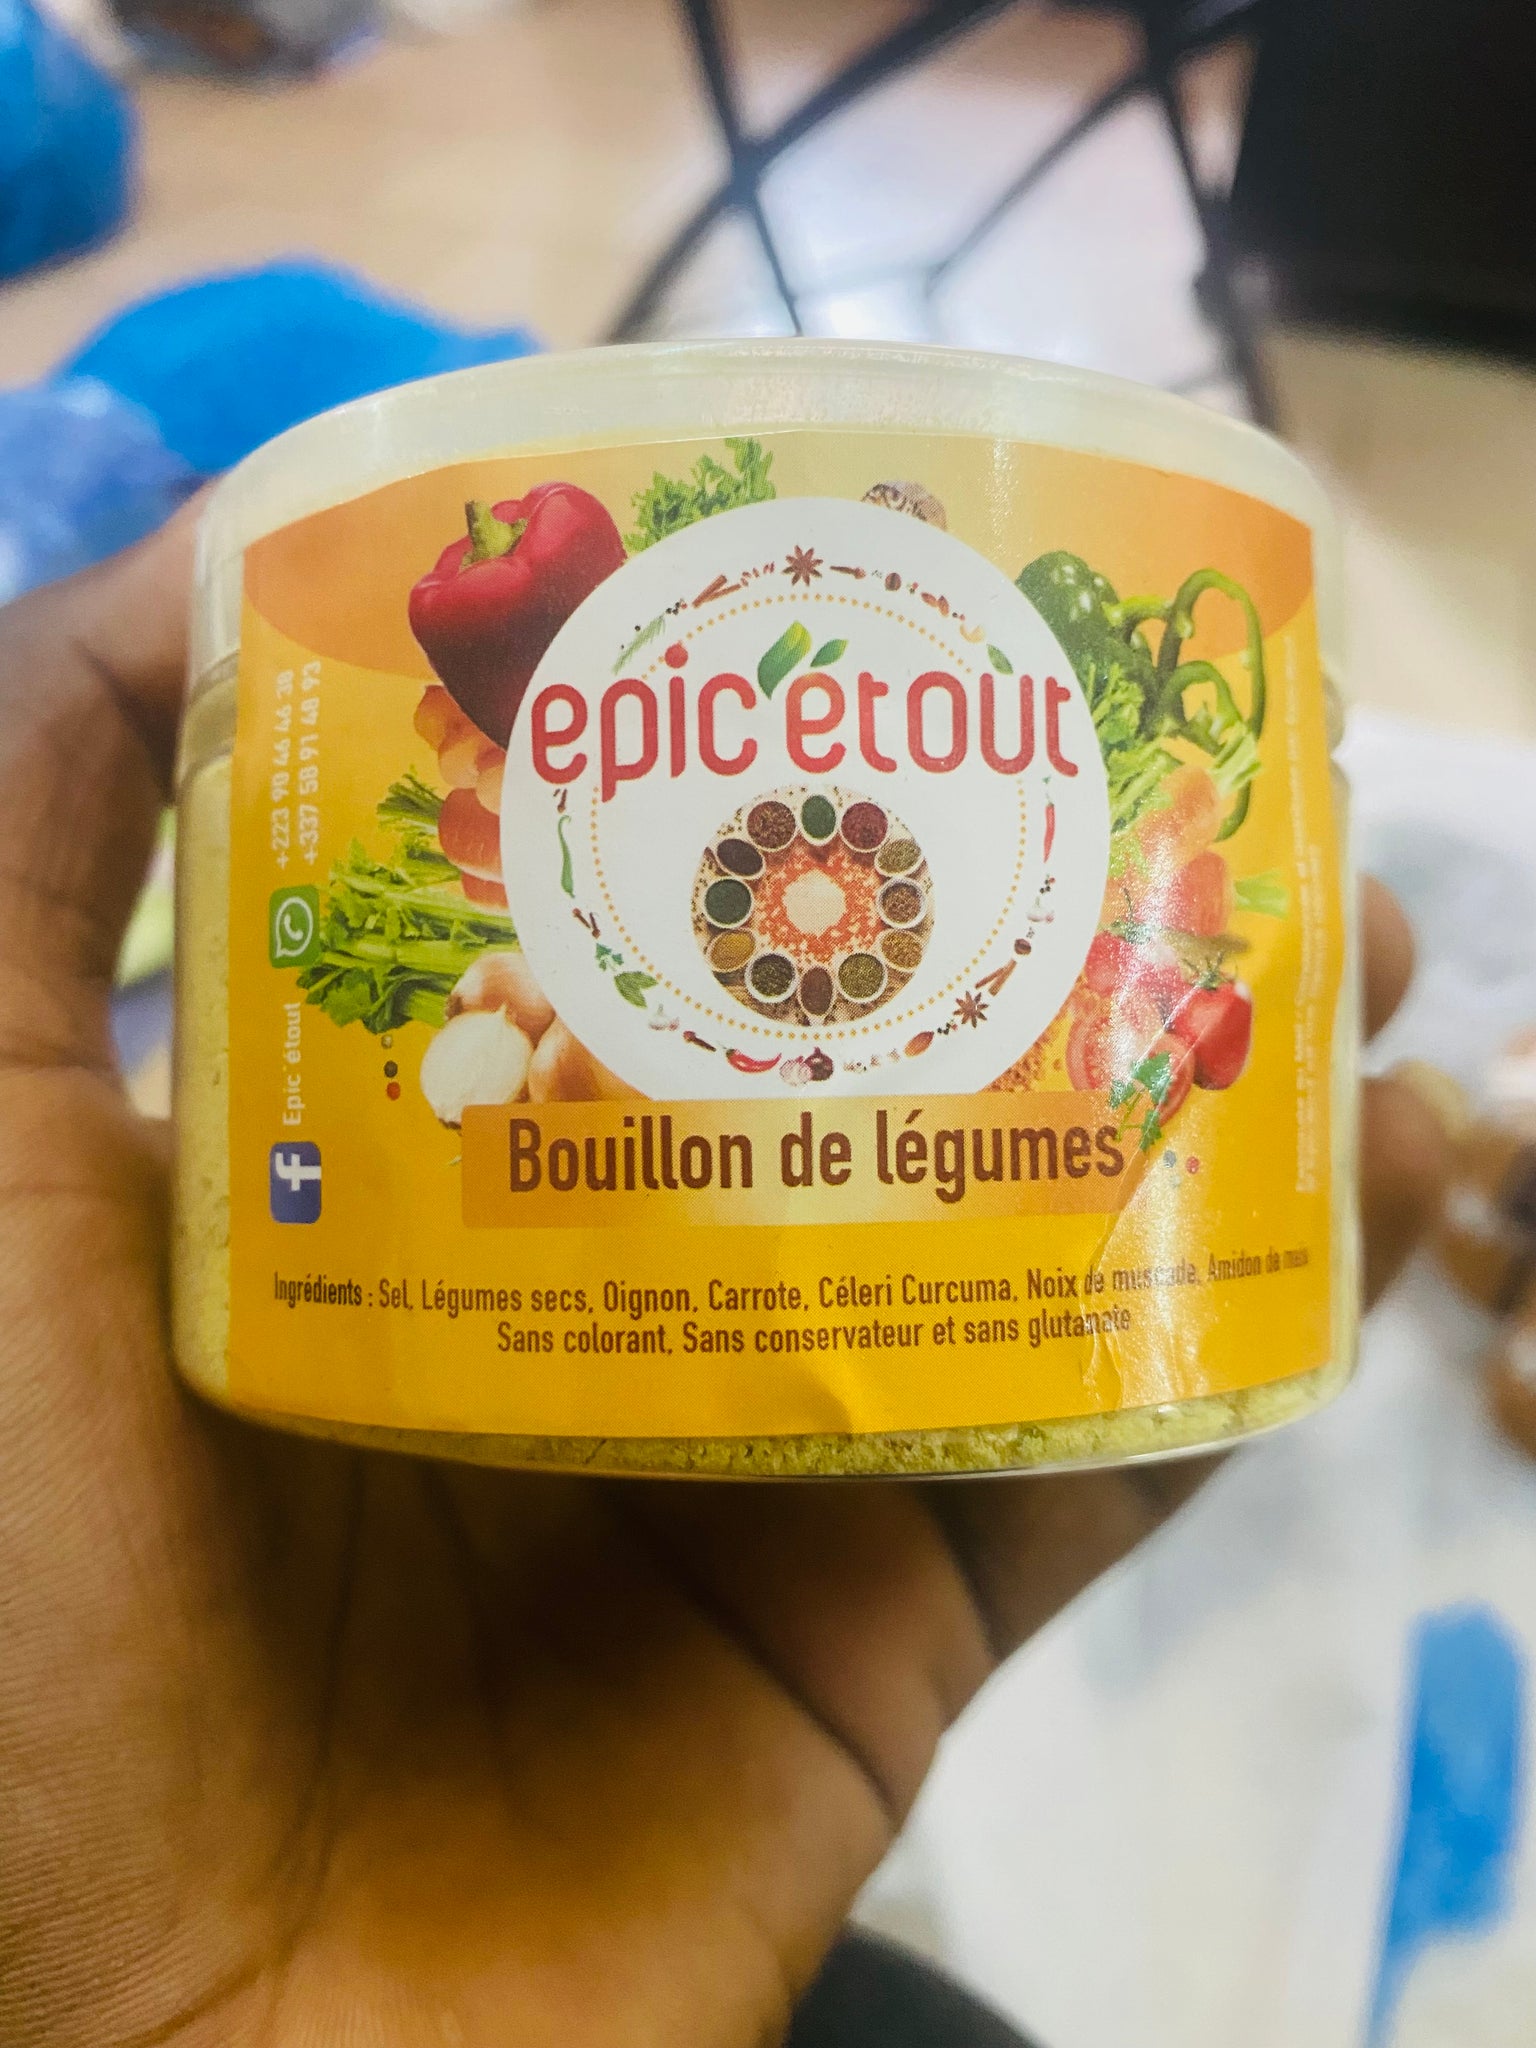 epic'étout
Bouillon de légumes
Ingrédients : Sel, Légumes secs, Oignon, Carrote, Céleri Curcuma, Noix de muscade, Amidon de maïs
Sans colorant, Sans conservateur et sans glutamate
+223 90 46 46 38
+337 58 91 48 93
Epic'étout